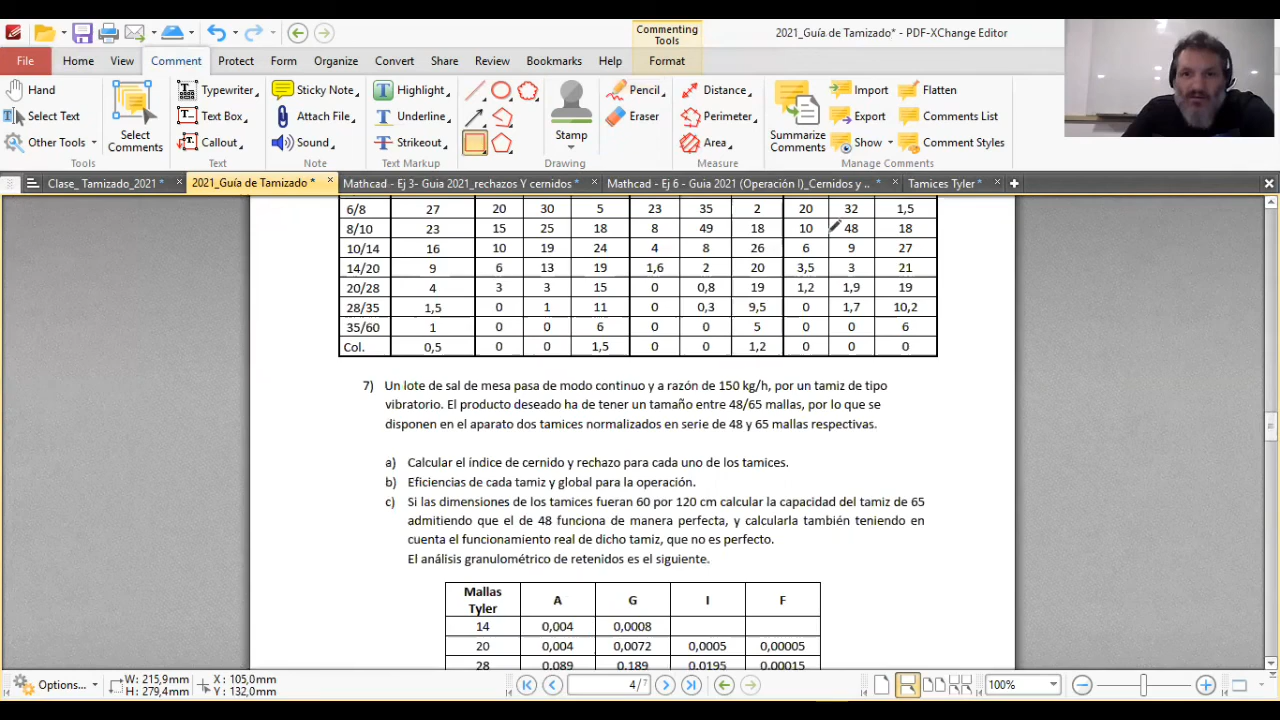 Commenting Tools
2021_Guía de Tamizado* - PDF-XChange Editor
File Home View Comment Protect Form Organize Convert Share Review Bookmarks Help Format
Hand
Select Text
Other Tools
Tools
Select Comments
Typewriter
Text Box
Callout
Text
Sticky Note
Attach File
Sound
Note
Highlight
Underline
Strikeout
Text Markup
Pencil
Eraser
Stamp
Drawing
Distance
Perimeter
Area
Measure
Summarize Comments
Import
Export
Show
Flatten
Comments List
Comment Styles
Manage Comments
Clase_ Tamizado_2021 *
2021_Guía de Tamizado *
Mathcad - Ej 3- Guia 2021_rechazos Y cernidos *
Mathcad - Ej 6 - Guia 2021 (Operación I)_Cernidos y ... *
Tamices Tyler *
6/8 27 20 30 5 23 35 2 20 32 1,5
8/10 23 15 25 18 8 49 18 10 48 18
10/14 16 10 19 24 4 8 26 6 9 27
14/20 9 6 13 19 1,6 2 20 3,5 3 21
20/28 4 3 3 15 0 0,8 19 1,2 1,9 19
28/35 1,5 0 1 11 0 0,3 9,5 0 1,7 10,2
35/60 1 0 0 6 0 0 5 0 0 6
Col. 0,5 0 0 1,5 0 0 1,2 0 0 0
7) Un lote de sal de mesa pasa de modo continuo y a razón de 150 kg/h, por un tamiz de tipo
vibratorio. El producto deseado ha de tener un tamaño entre 48/65 mallas, por lo que se
disponen en el aparato dos tamices normalizados en serie de 48 y 65 mallas respectivas.
a) Calcular el índice de cernido y rechazo para cada uno de los tamices.
b) Eficiencias de cada tamiz y global para la operación.
c) Si las dimensiones de los tamices fueran 60 por 120 cm calcular la capacidad del tamiz de 65
admitiendo que el de 48 funciona de manera perfecta, y calcularla también teniendo en
cuenta el funcionamiento real de dicho tamiz, que no es perfecto.
El análisis granulométrico de retenidos es el siguiente.
Mallas Tyler A G I F
14 0,004 0,0008
20 0,004 0,0072 0,0005 0,00005
28 0,089 0,189 0,0195 0,00015
Options...
W: 215,9mm
H: 279,4mm
X: 105,0mm
Y: 132,0mm
4/7
100%